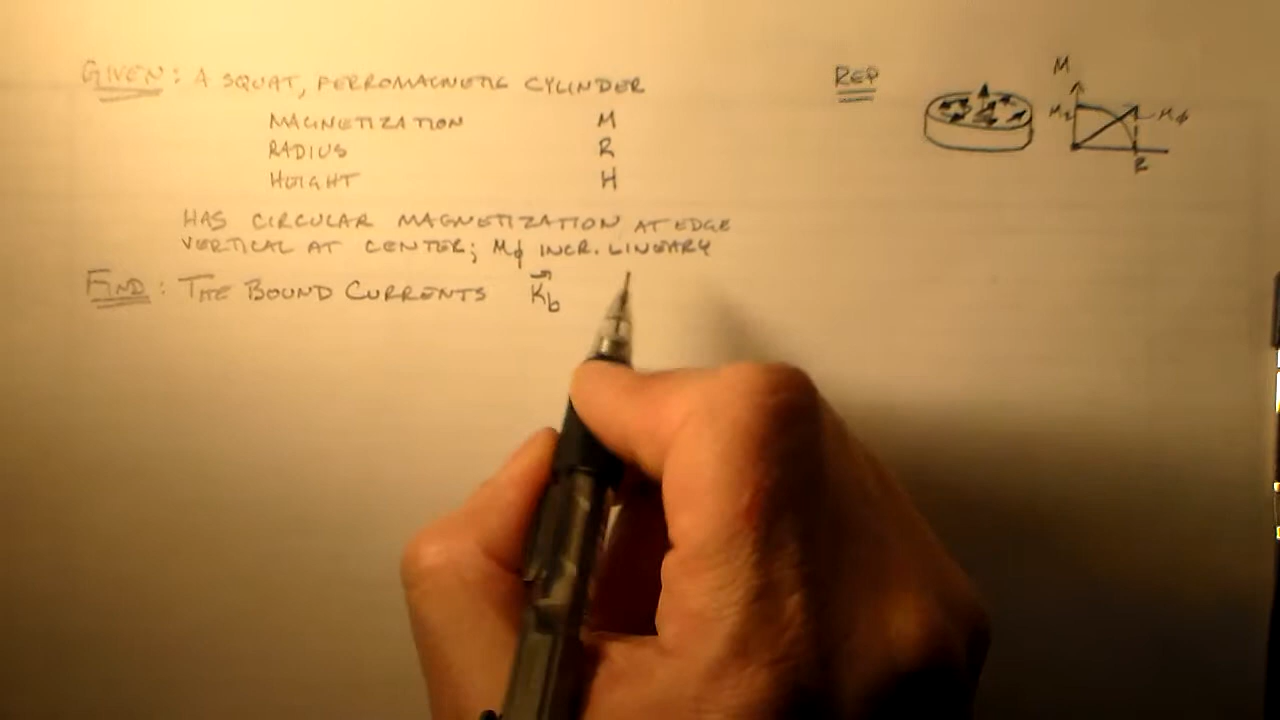 GIVEN: A SQUAT, FERROMAGNETIC CYLINDER
MAGNETIZATION M
RADIUS R
HEIGHT H
HAS CIRCULAR MAGNETIZATION AT EDGE
VERTICAL AT CENTER; Mϕ INCR. LINEARY
FIND: THE BOUND CURRENTS K⃗b
REP
M
Mz
Mϕ
R